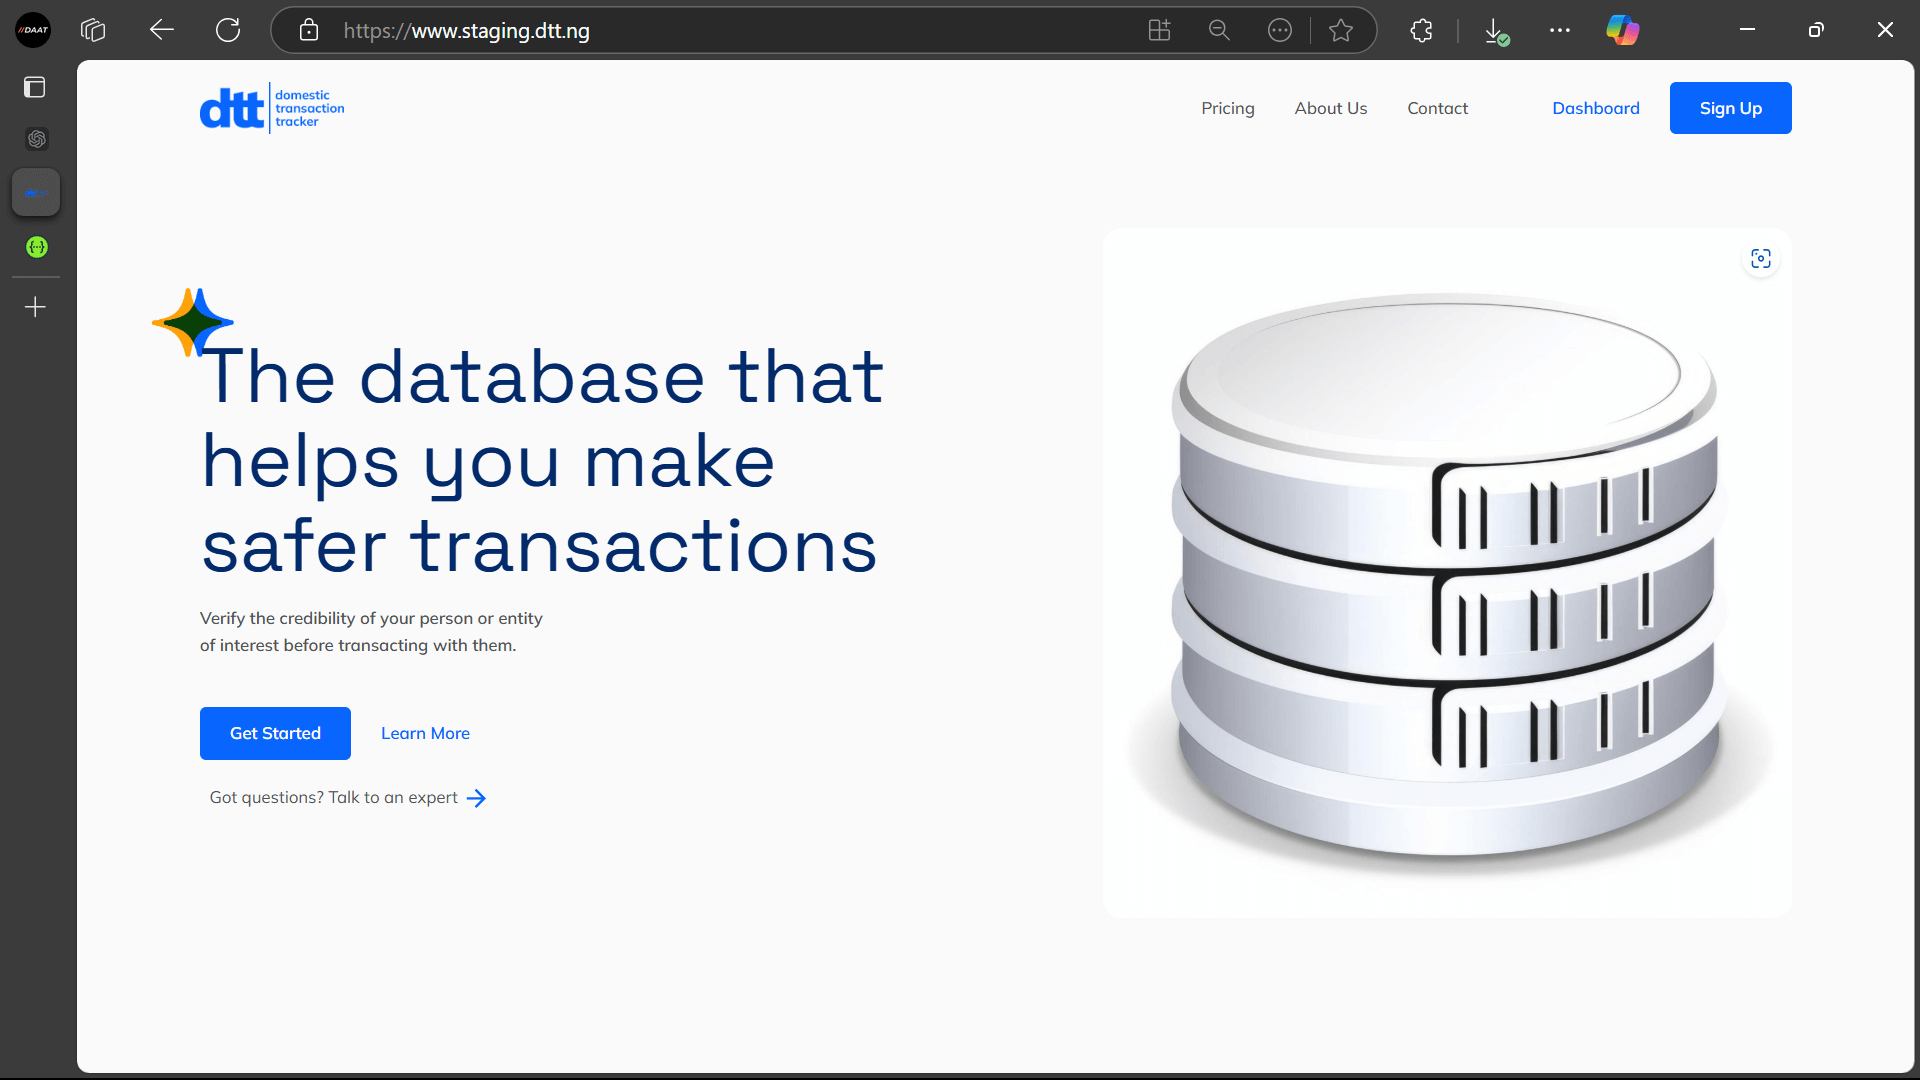 //DAAT
https://www.staging.dtt.ng
dtt domestic
transaction
tracker
Pricing
About Us
Contact
Dashboard
Sign Up
The database that
helps you make
safer transactions
Verify the credibility of your person or entity
of interest before transacting with them.
Get Started
Learn More
Got questions? Talk to an expert